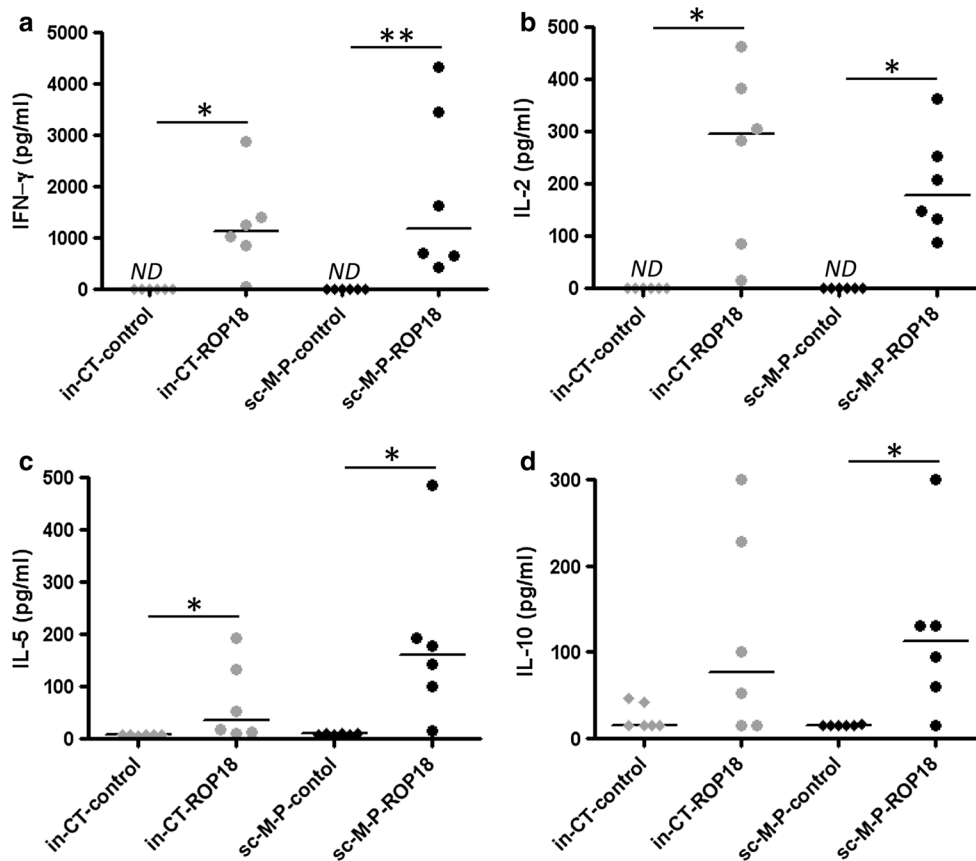 a
IFN–γ (pg/ml)
5000
4000
3000
2000
1000
0
*
**
ND
ND
in-CT-control
in-CT-ROP18
sc-M-P-control
sc-M-P-ROP18
b
IL-2 (pg/ml)
500
400
300
200
100
0
*
*
ND
ND
in-CT-control
in-CT-ROP18
sc-M-P-control
sc-M-P-ROP18
c
IL-5 (pg/ml)
500
400
300
200
100
0
*
*
in-CT-control
in-CT-ROP18
sc-M-P-contol
sc-M-P-ROP18
d
IL-10 (pg/ml)
300
200
100
0
*
in-CT-control
in-CT-ROP18
sc-M-P-control
sc-M-P-ROP18